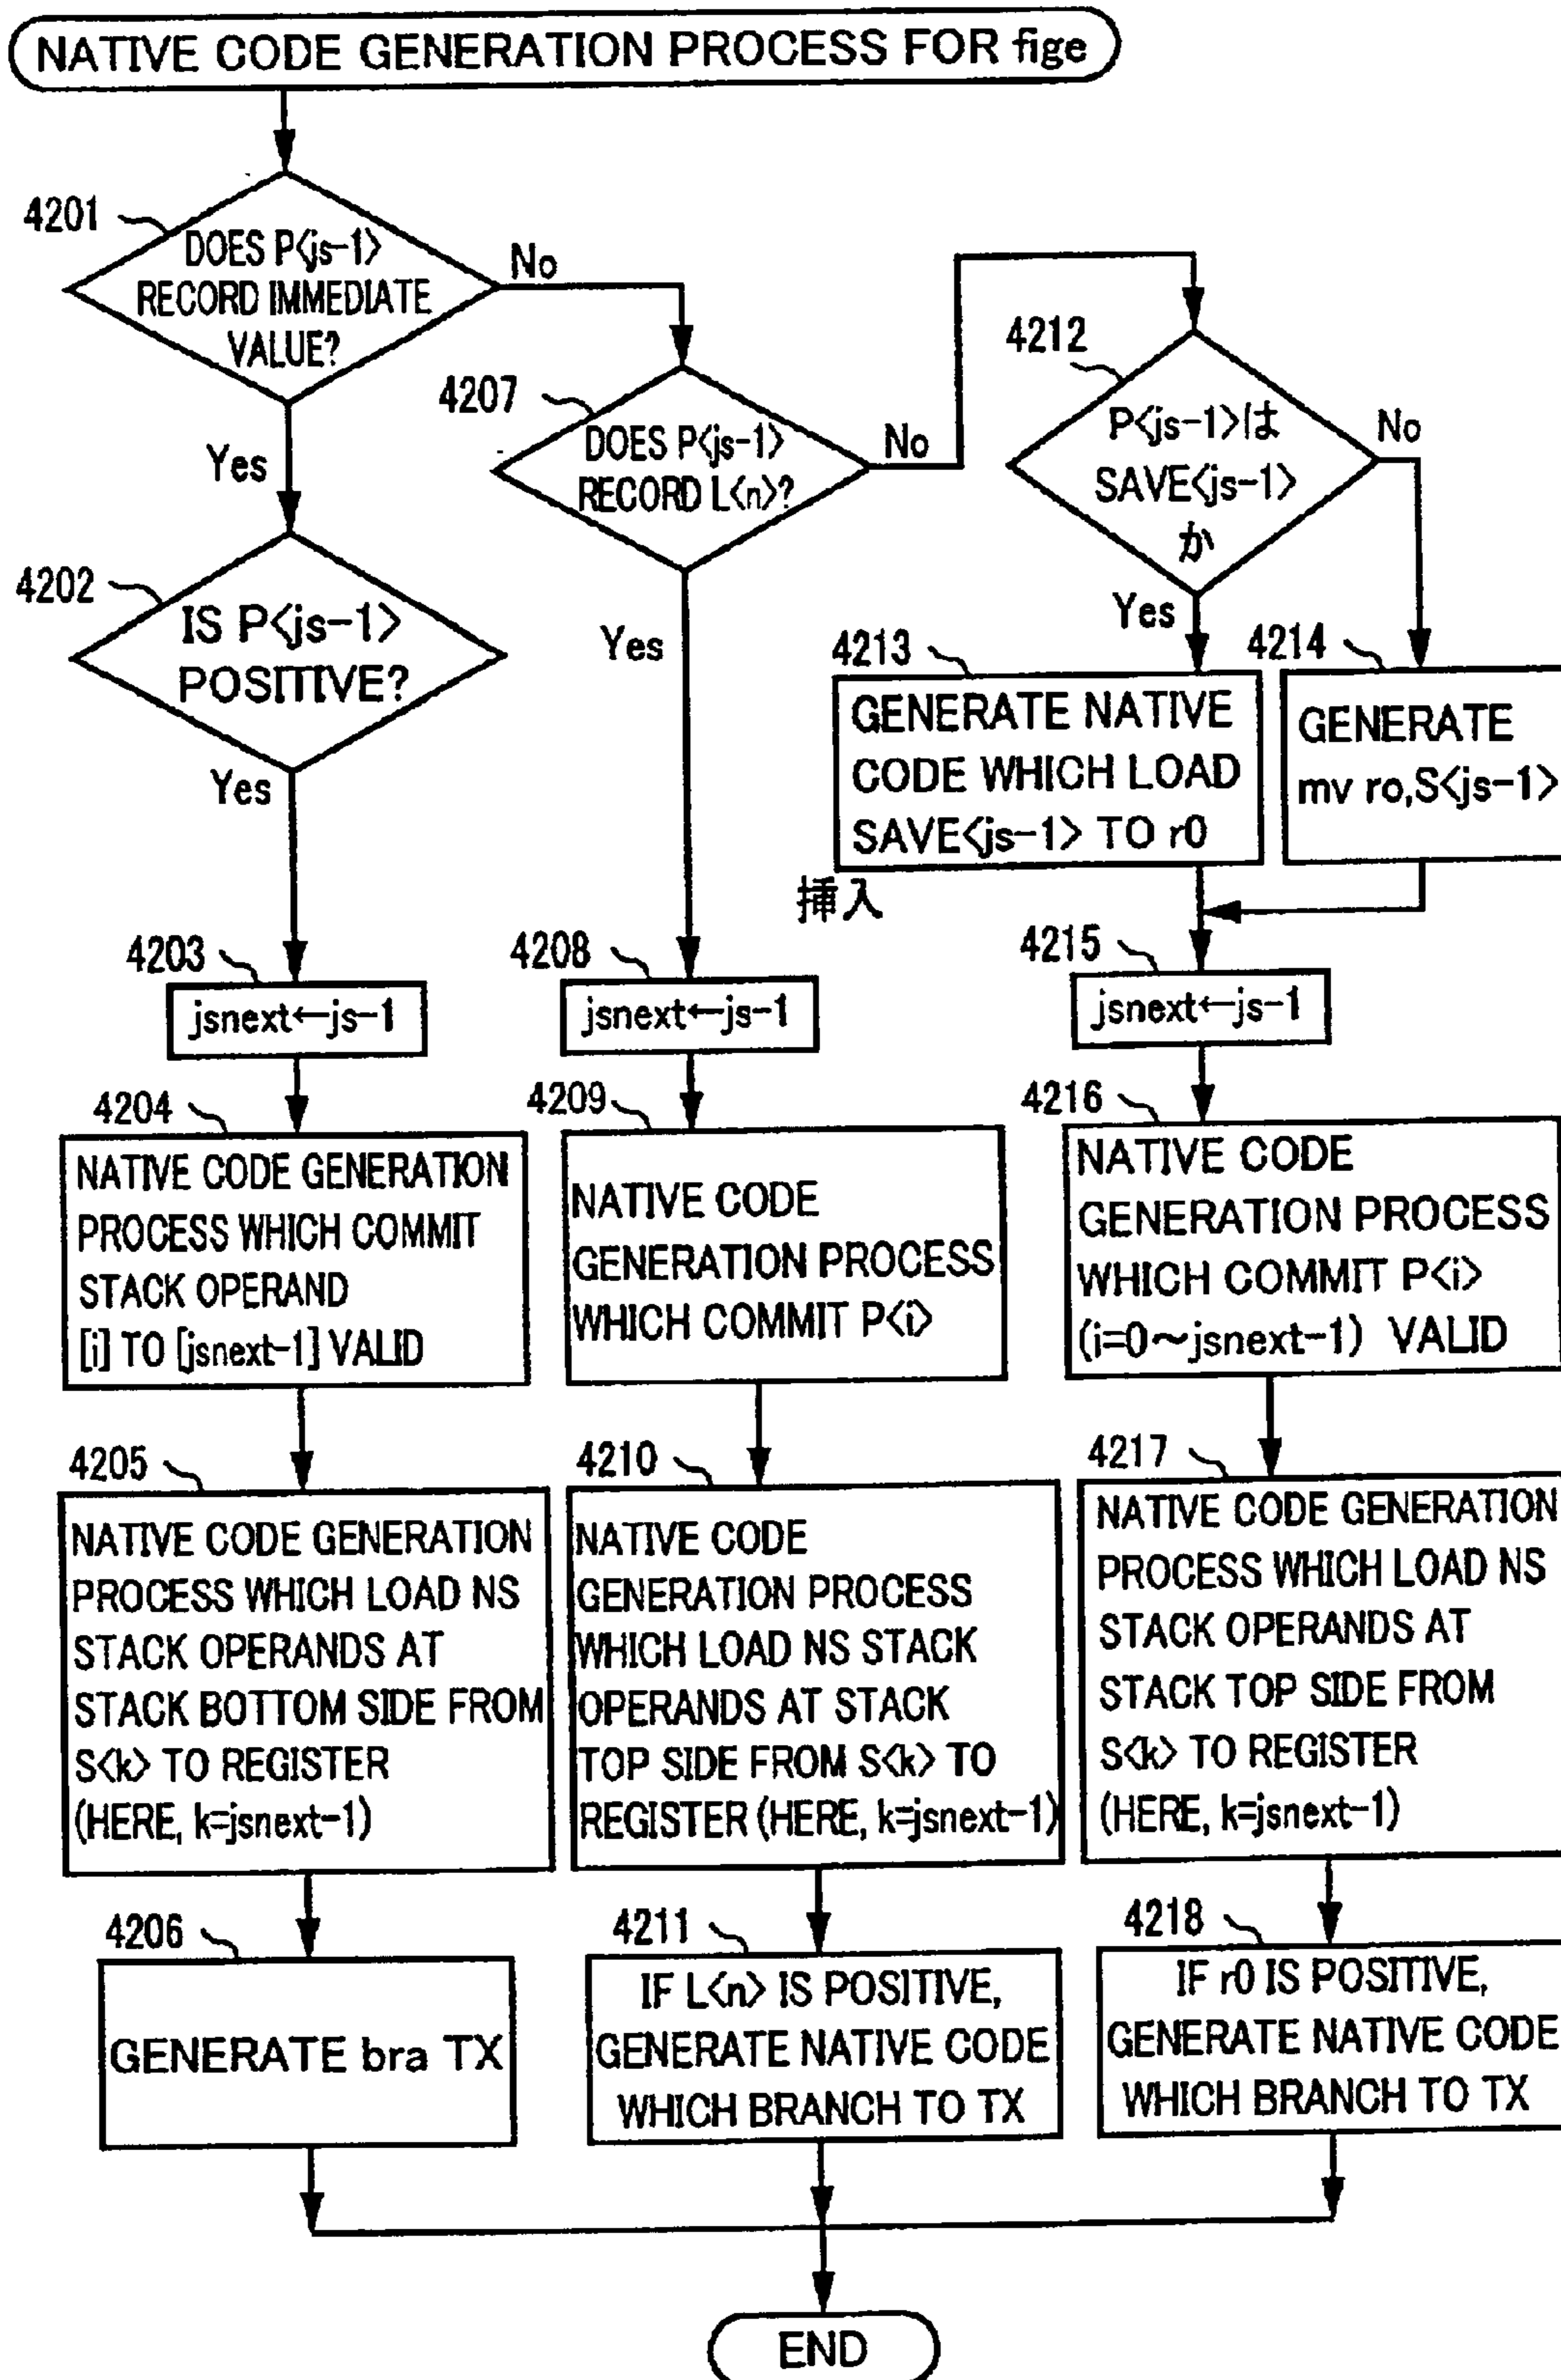 NATIVE CODE GENERATION PROCESS FOR fige
4201
DOES P<js-1>
RECORD IMMEDIATE
VALUE?
No
Yes
4202
IS P<js-1>
POSITIVE?
Yes
4203
jsnext←js-1
4204
NATIVE CODE GENERATION
PROCESS WHICH COMMIT
STACK OPERAND
[i] TO [jsnext-1] VALID
4205
NATIVE CODE GENERATION
PROCESS WHICH LOAD NS
STACK OPERANDS AT
STACK BOTTOM SIDE FROM
S<k> TO REGISTER
(HERE, k=jsnext-1)
4206
GENERATE bra TX
4207
DOES P<js-1>
RECORD L<n>?
No
Yes
4208
jsnext←js-1
4209
NATIVE CODE
GENERATION PROCESS
WHICH COMMIT P<i>
4210
NATIVE CODE
GENERATION PROCESS
WHICH LOAD NS STACK
OPERANDS AT STACK
TOP SIDE FROM S<k> TO
REGISTER (HERE, k=jsnext-1)
4211
IF L<n> IS POSITIVE,
GENERATE NATIVE CODE
WHICH BRANCH TO TX
4212
P<js-1>は
SAVE<js-1>
か
No
Yes
4213
GENERATE NATIVE
CODE WHICH LOAD
SAVE<js-1> TO r0
挿入
4214
GENERATE
mv ro,S<js-1>
4215
jsnext←js-1
4216
NATIVE CODE
GENERATION PROCESS
WHICH COMMIT P<i>
(i=0～jsnext-1) VALID
4217
NATIVE CODE GENERATION
PROCESS WHICH LOAD NS
STACK OPERANDS AT
STACK TOP SIDE FROM
S<k> TO REGISTER
(HERE, k=jsnext-1)
4218
IF r0 IS POSITIVE,
GENERATE NATIVE CODE
WHICH BRANCH TO TX
END